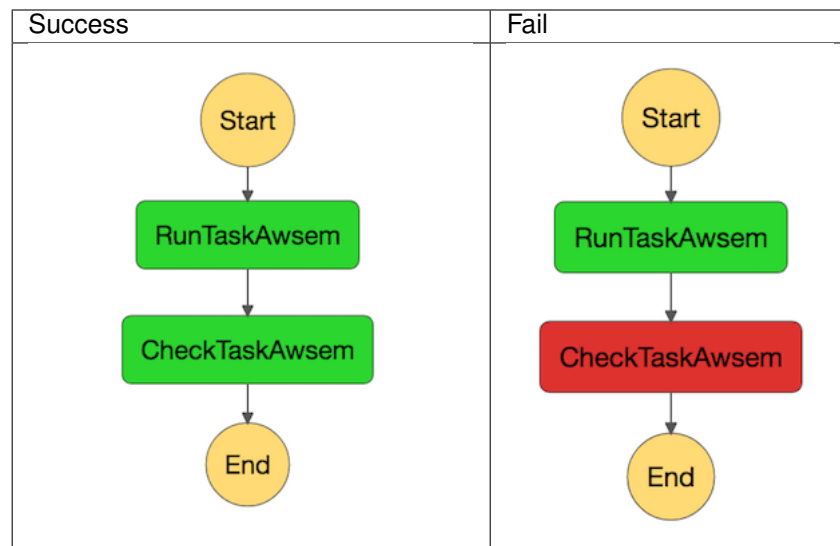 Success
Fail
Start
RunTaskAwsem
CheckTaskAwsem
End
Start
RunTaskAwsem
CheckTaskAwsem
End